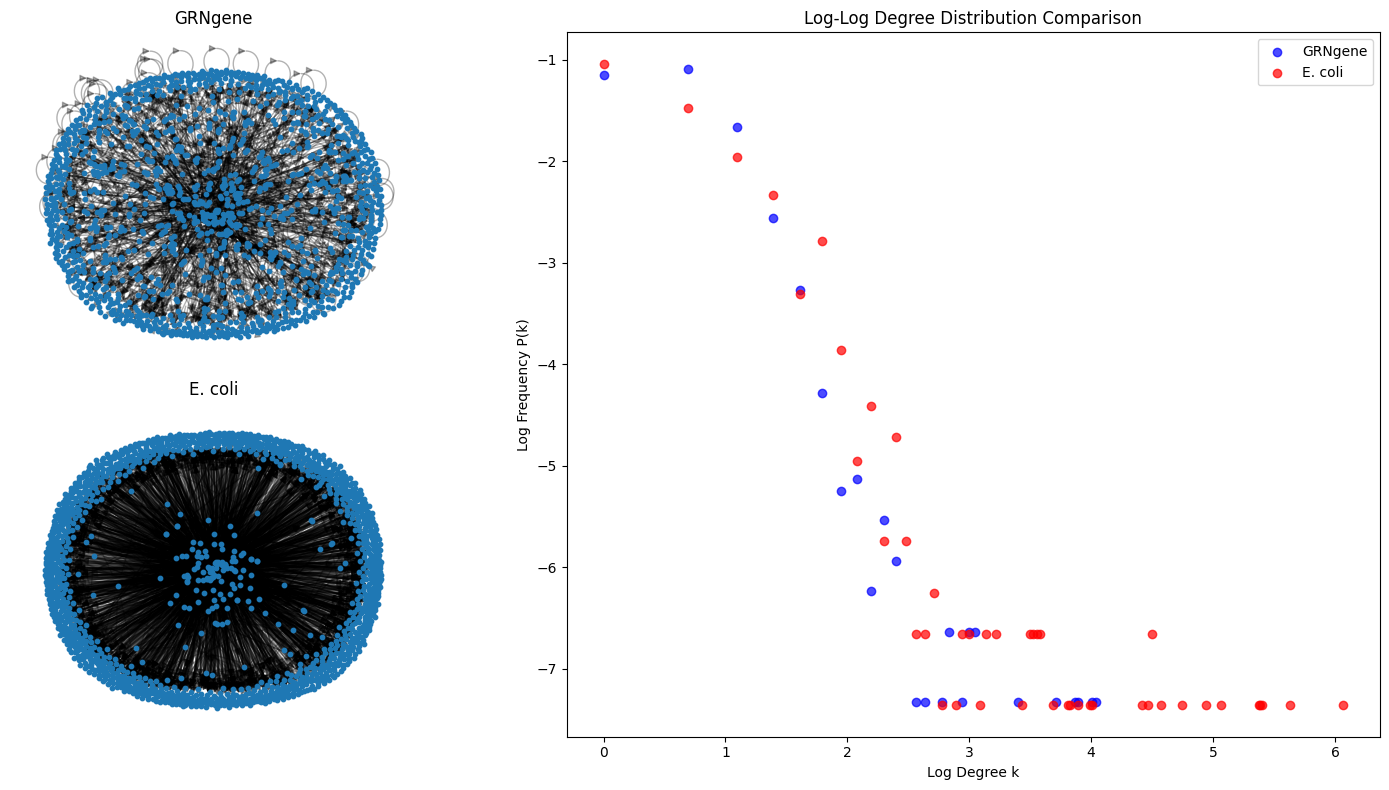 GRNgene
E. coli
Log-Log Degree Distribution Comparison
GRNgene
E. coli
Log Frequency P(k)
−1
−2
−3
−4
−5
−6
−7
0 1 2 3 4 5 6
Log Degree k